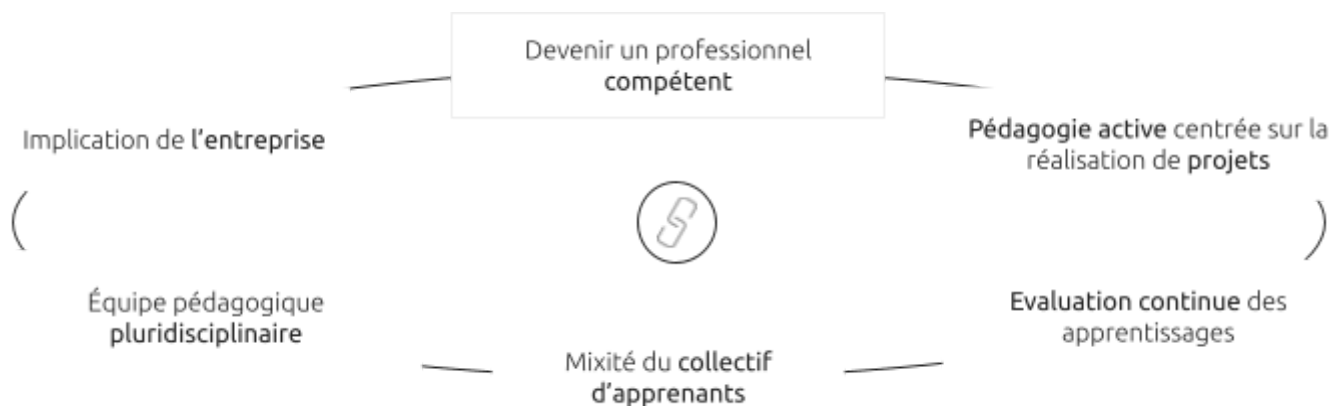 Devenir un professionnel
compétent
Implication de l'entreprise
Pédagogie active centrée sur la
réalisation de projets
Équipe pédagogique
pluridisciplinaire
Evaluation continue des
apprentissages
Mixité du collectif
d'apprenants